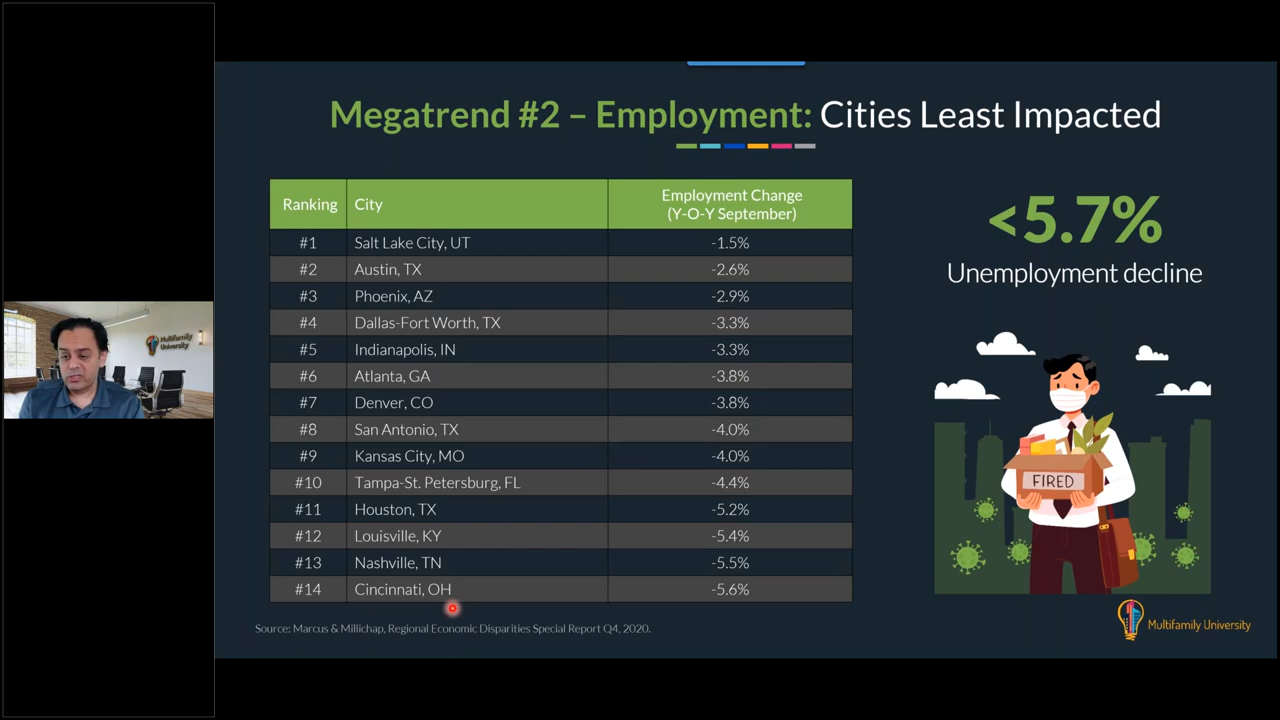 Megatrend #2 – Employment: Cities Least Impacted
Ranking City Employment Change
(Y-O-Y September)
#1 Salt Lake City, UT -1.5%
#2 Austin, TX -2.6%
#3 Phoenix, AZ -2.9%
#4 Dallas-Fort Worth, TX -3.3%
#5 Indianapolis, IN -3.3%
#6 Atlanta, GA -3.8%
#7 Denver, CO -3.8%
#8 San Antonio, TX -4.0%
#9 Kansas City, MO -4.0%
#10 Tampa-St. Petersburg, FL -4.4%
#11 Houston, TX -5.2%
#12 Louisville, KY -5.4%
#13 Nashville, TN -5.5%
#14 Cincinnati, OH -5.6%
Source: Marcus & Millichap, Regional Economic Disparities Special Report Q4, 2020.
<5.7%
Unemployment decline
FIRED
Multifamily University
Multifamily
University